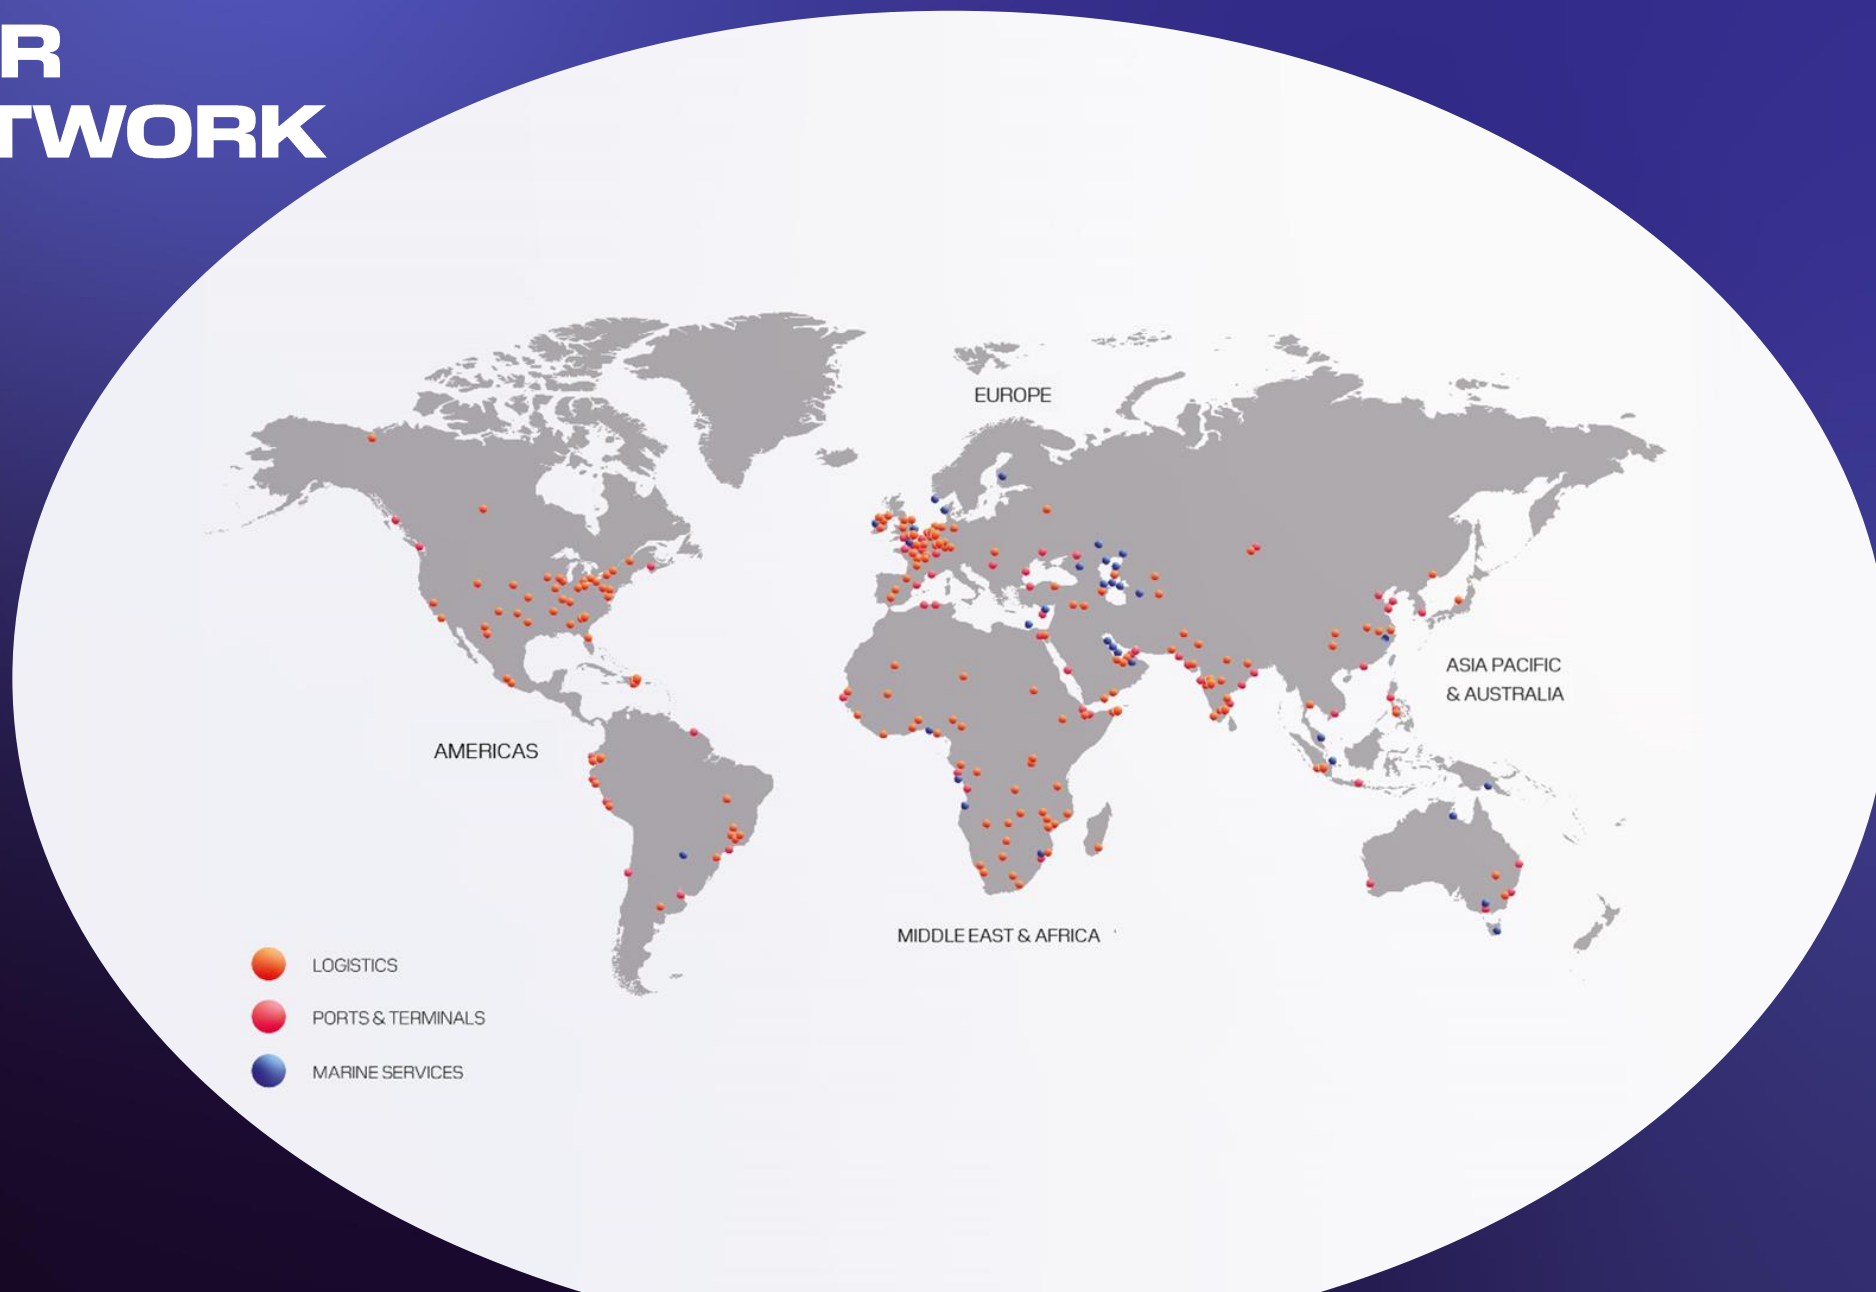 R
TWORK
EUROPE
ASIA PACIFIC
& AUSTRALIA
AMERICAS
MIDDLE EAST & AFRICA
LOGISTICS
PORTS & TERMINALS
MARINE SERVICES